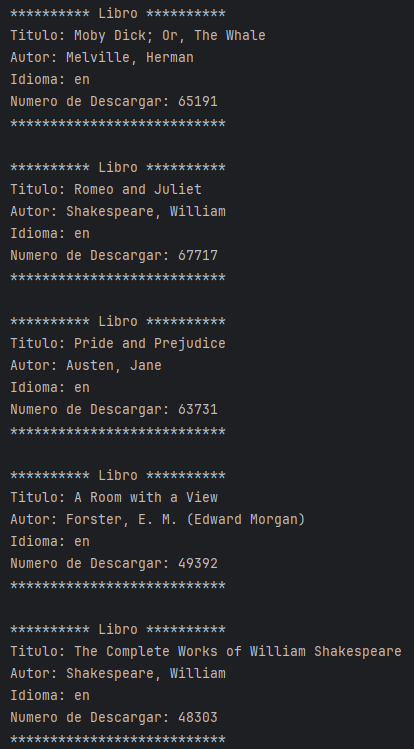 ********** Libro **********
Titulo: Moby Dick; Or, The Whale
Autor: Melville, Herman
Idioma: en
Numero de Descargar: 65191
***************************
********** Libro **********
Titulo: Romeo and Juliet
Autor: Shakespeare, William
Idioma: en
Numero de Descargar: 67717
***************************
********** Libro **********
Titulo: Pride and Prejudice
Autor: Austen, Jane
Idioma: en
Numero de Descargar: 63731
***************************
********** Libro **********
Titulo: A Room with a View
Autor: Forster, E. M. (Edward Morgan)
Idioma: en
Numero de Descargar: 49392
***************************
********** Libro **********
Titulo: The Complete Works of William Shakespeare
Autor: Shakespeare, William
Idioma: en
Numero de Descargar: 48303
***************************